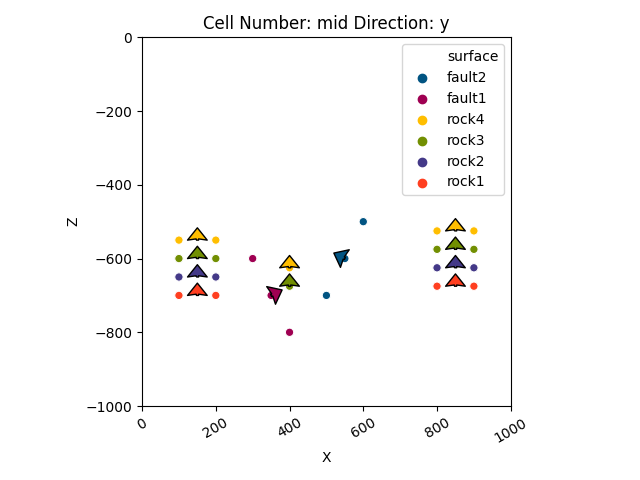 Cell Number: mid Direction: y
surface
fault2
fault1
rock4
rock3
rock2
rock1
Z
0
−200
−400
−600
−800
−1000
0
200
400
600
800
1000
X